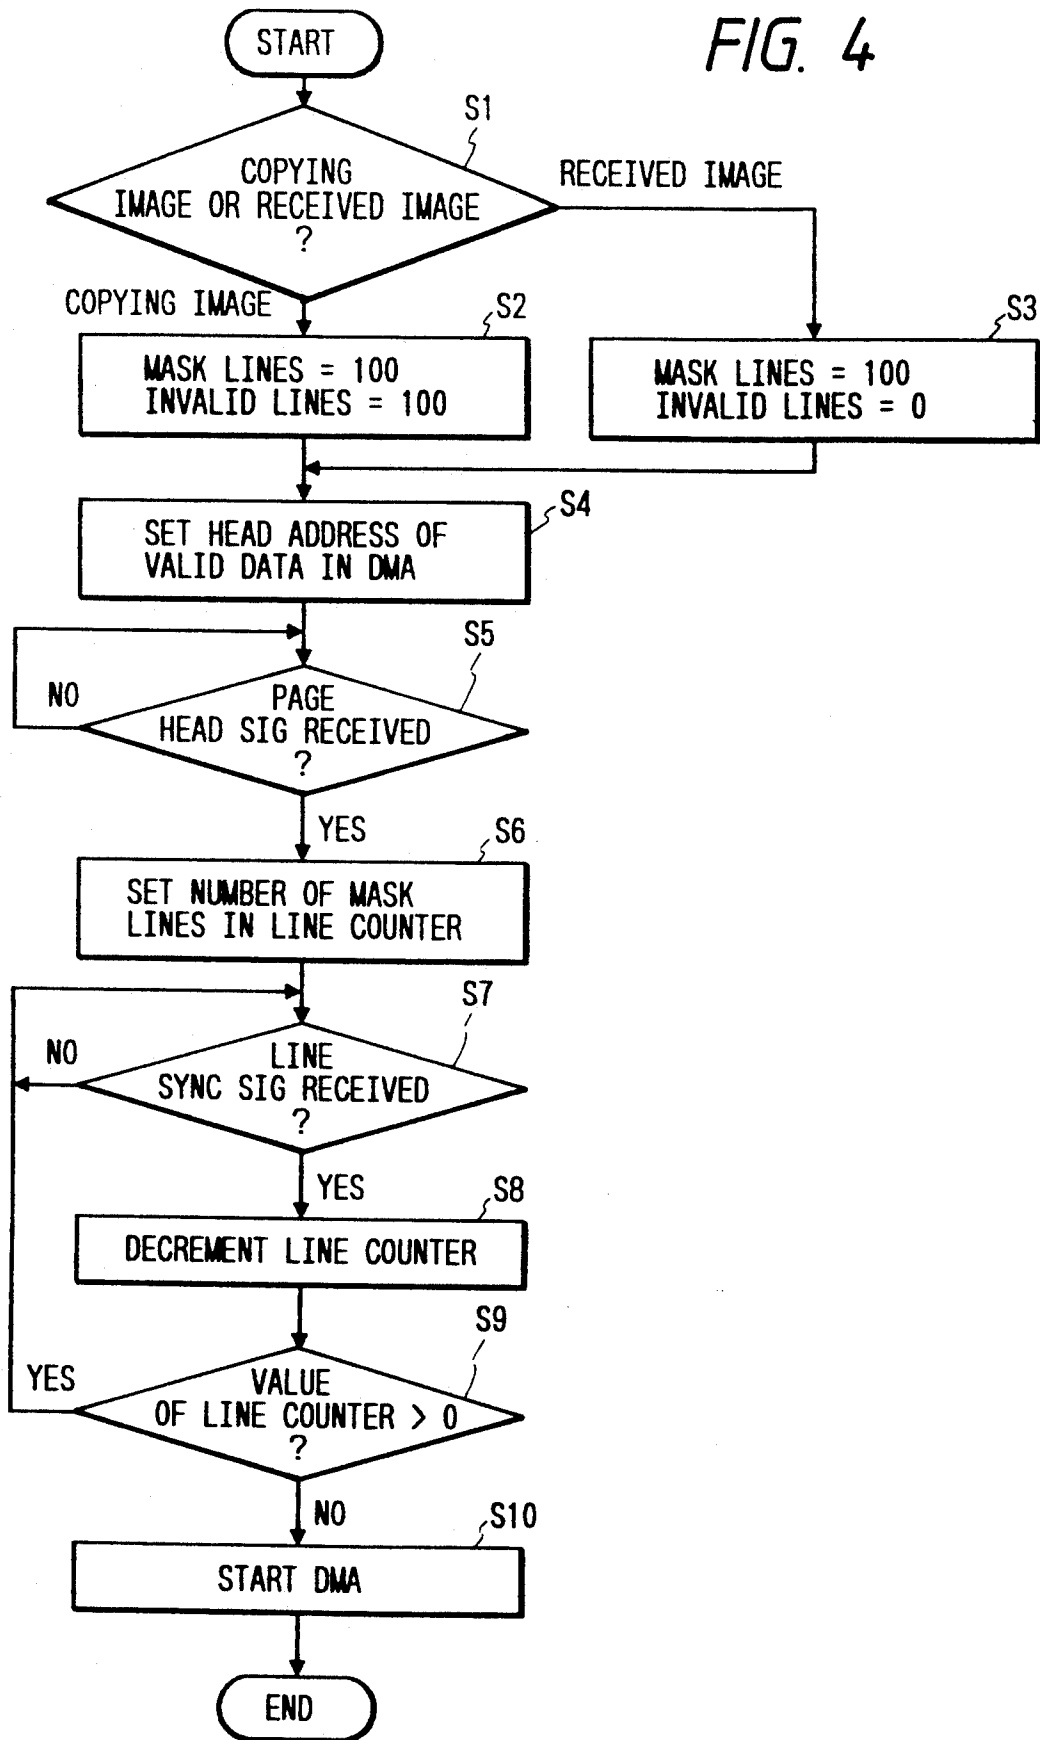 FIG. 4
START
S1
COPYING
IMAGE OR RECEIVED IMAGE
?
RECEIVED IMAGE
COPYING IMAGE
S2
MASK LINES = 100
INVALID LINES = 100
S3
MASK LINES = 100
INVALID LINES = 0
S4
SET HEAD ADDRESS OF
VALID DATA IN DMA
S5
PAGE
HEAD SIG RECEIVED
?
NO
YES
S6
SET NUMBER OF MASK
LINES IN LINE COUNTER
S7
LINE
SYNC SIG RECEIVED
?
NO
YES
S8
DECREMENT LINE COUNTER
S9
VALUE
OF LINE COUNTER > 0
?
YES
NO
S10
START DMA
END